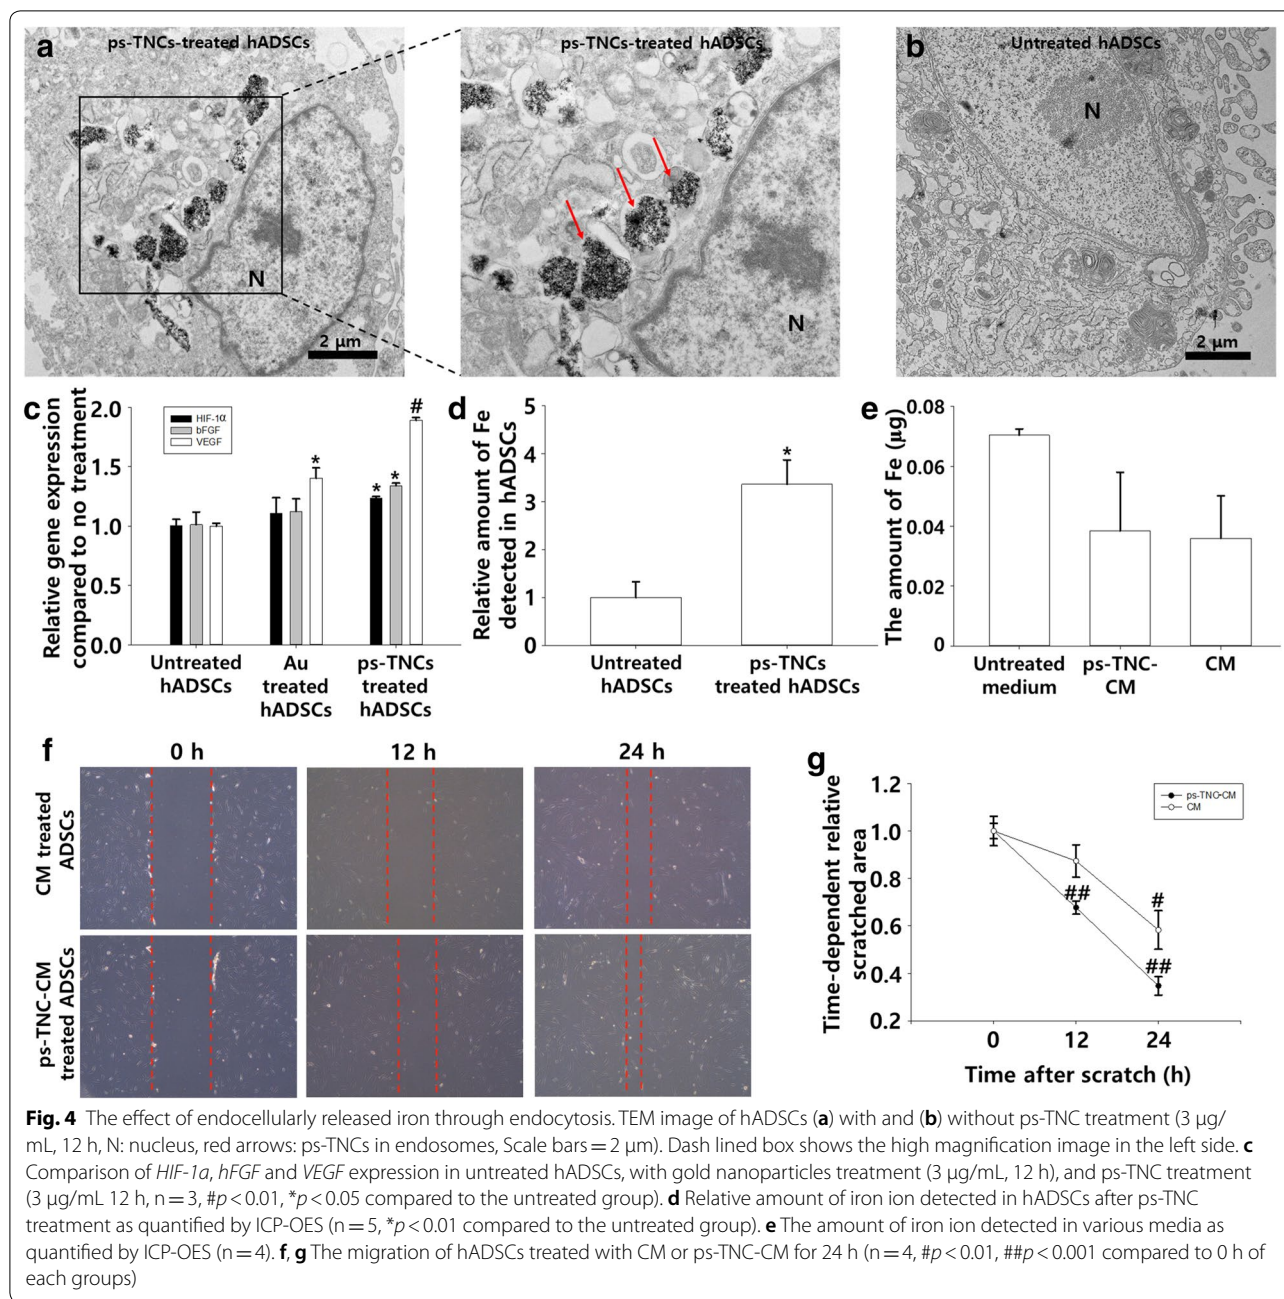 a
ps-TNCs-treated hADSCs
N
2 μm
ps-TNCs-treated hADSCs
N
b
Untreated hADSCs
N
2 μm
c
Relative gene expression
compared to no treatment
2.0
1.5
1.0
0.5
0.0
HIF-1α
bFGF
VEGF
*
*
*
#
Untreated
hADSCs
Au
treated
hADSCs
ps-TNCs
treated
hADSCs
d
Relative amount of Fe
detected in hADSCs
5
4
3
2
1
0
*
Untreated
hADSCs
ps-TNCs
treated hADSCs
e
The amount of Fe (μg)
0.08
0.06
0.04
0.02
0
Untreated
medium
ps-TNC-
CM
CM
f
0 h
12 h
24 h
CM treated
ADSCs
ps-TNC-CM
treated ADSCs
g
Time-dependent relative
scratched area
1.2
1.0
0.8
0.6
0.4
0.2
ps-TNC-CM
CM
##
#
##
0
12
24
Time after scratch (h)
Fig. 4 The effect of endocellularly released iron through endocytosis. TEM image of hADSCs (a) with and (b) without ps-TNC treatment (3 μg/
mL, 12 h, N: nucleus, red arrows: ps-TNCs in endosomes, Scale bars = 2 μm). Dash lined box shows the high magnification image in the left side. c
Comparison of HIF-1a, hFGF and VEGF expression in untreated hADSCs, with gold nanoparticles treatment (3 μg/mL, 12 h), and ps-TNC treatment
(3 μg/mL 12 h, n = 3, #p < 0.01, *p < 0.05 compared to the untreated group). d Relative amount of iron ion detected in hADSCs after ps-TNC
treatment as quantified by ICP-OES (n = 5, *p < 0.01 compared to the untreated group). e The amount of iron ion detected in various media as
quantified by ICP-OES (n = 4). f, g The migration of hADSCs treated with CM or ps-TNC-CM for 24 h (n = 4, #p < 0.01, ##p < 0.001 compared to 0 h of
each groups)